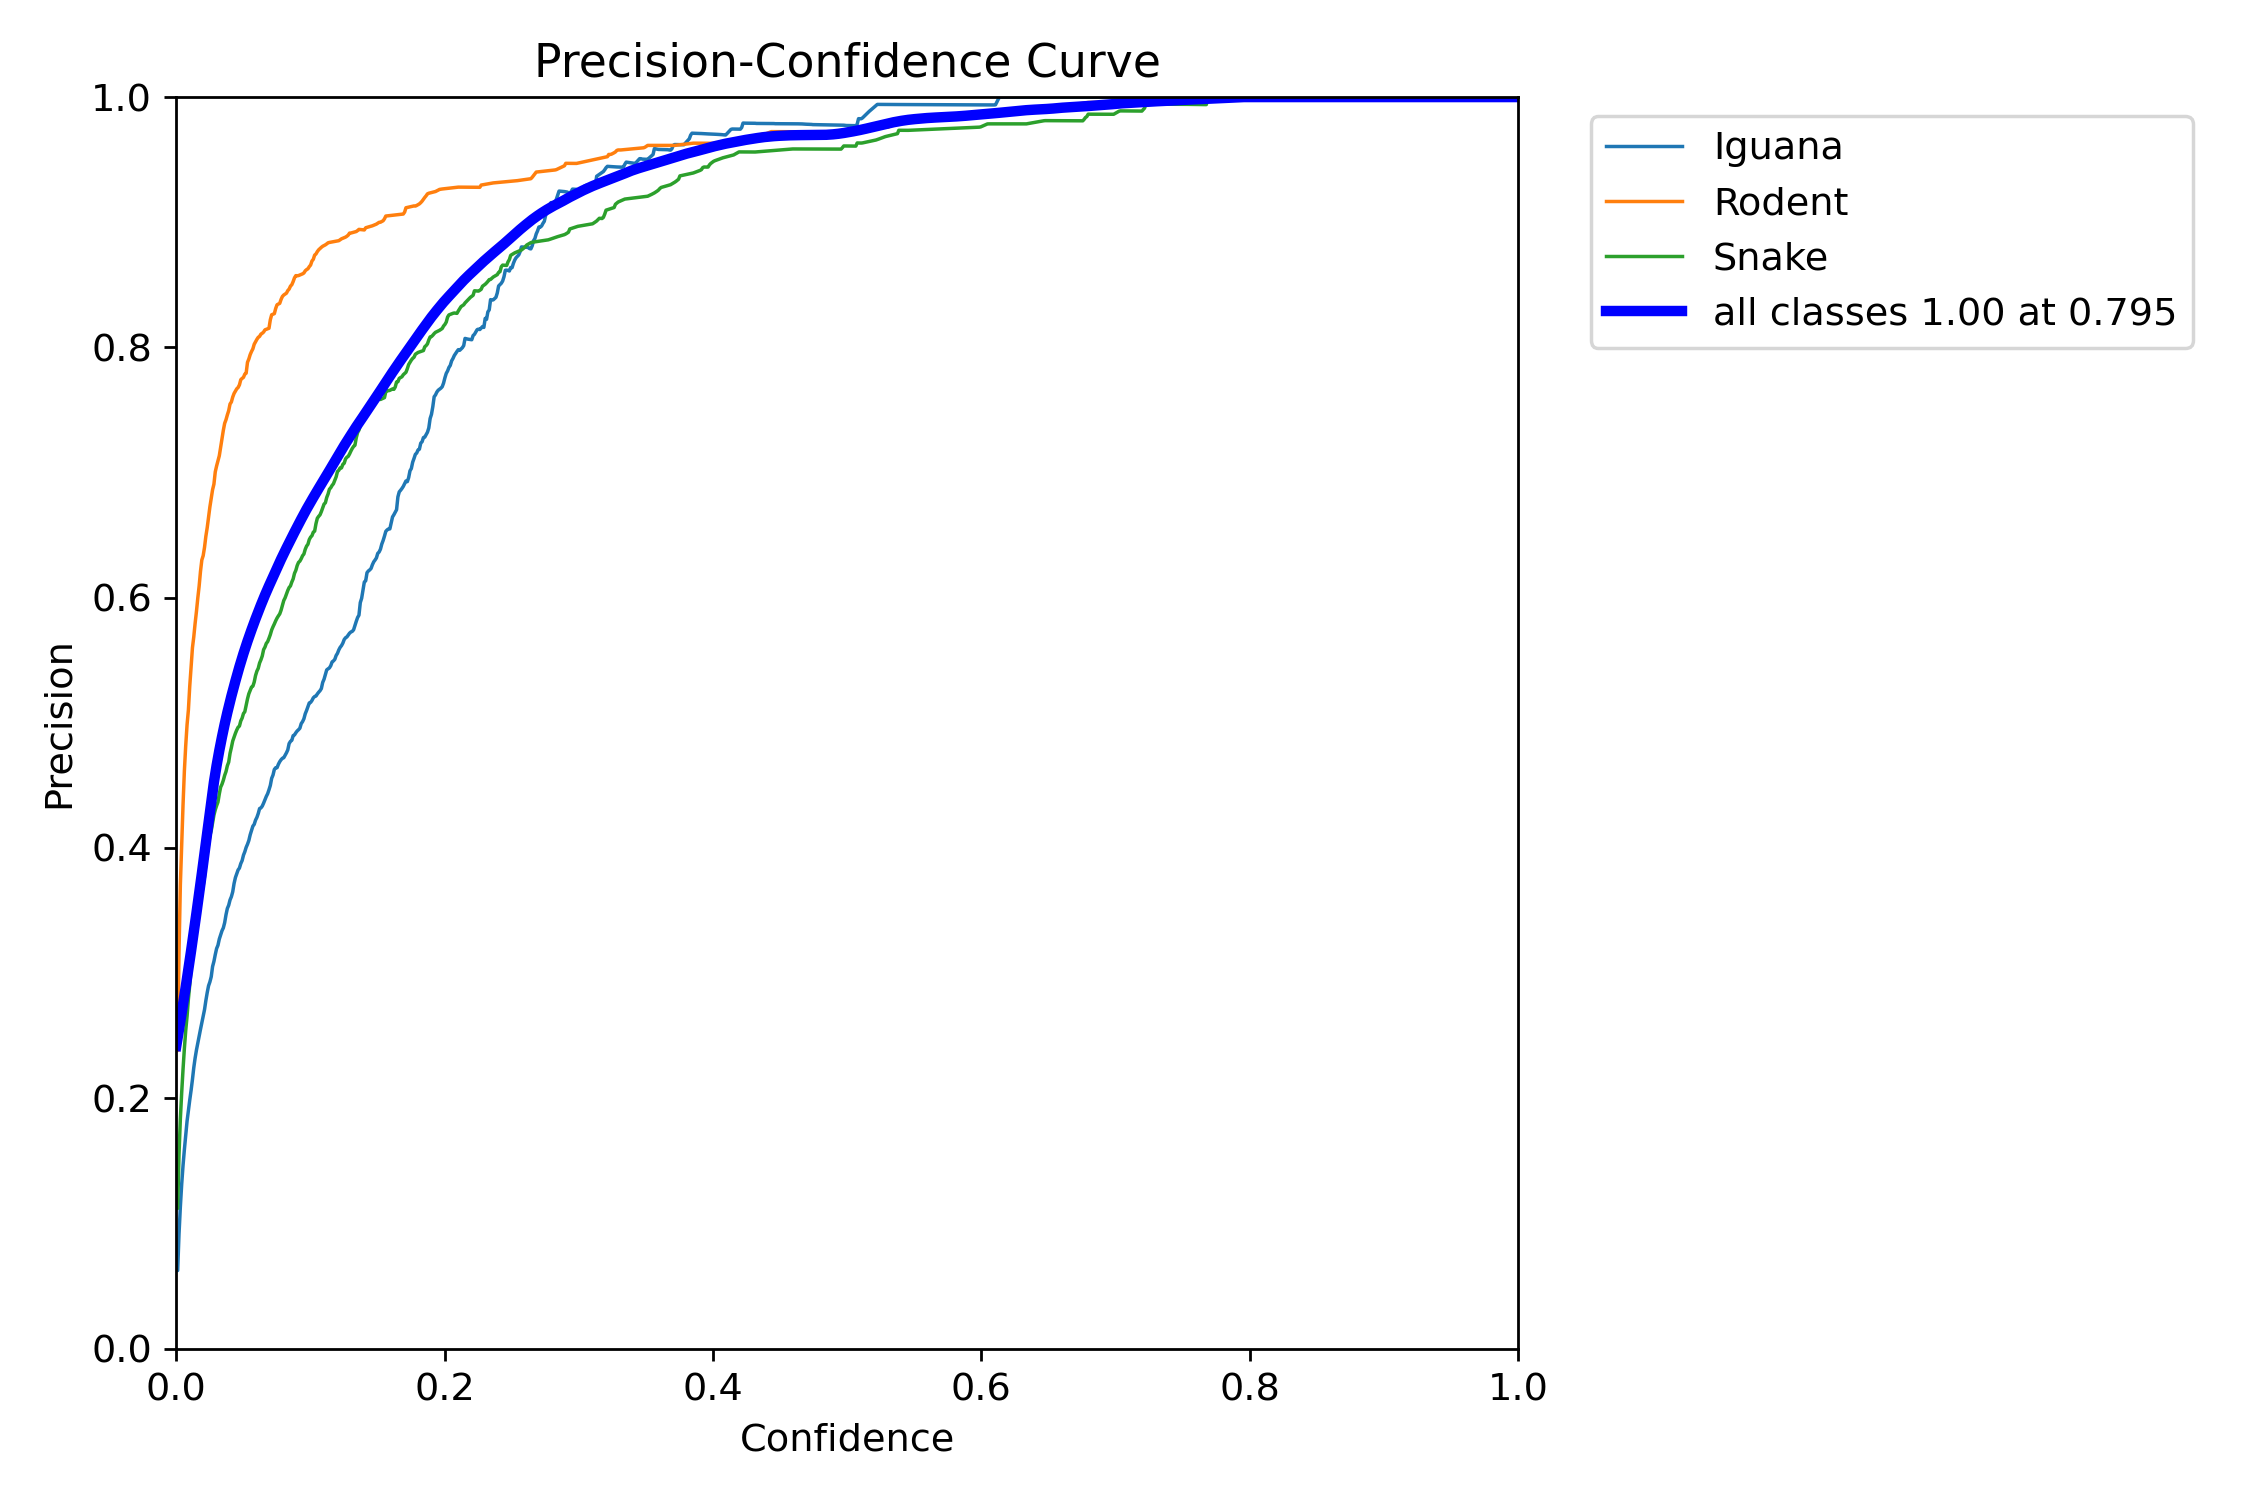 Precision-Confidence Curve
1.0
0.8
0.6
0.4
0.2
0.0
Precision
0.0 0.2 0.4 0.6 0.8 1.0
Confidence
Iguana
Rodent
Snake
all classes 1.00 at 0.795